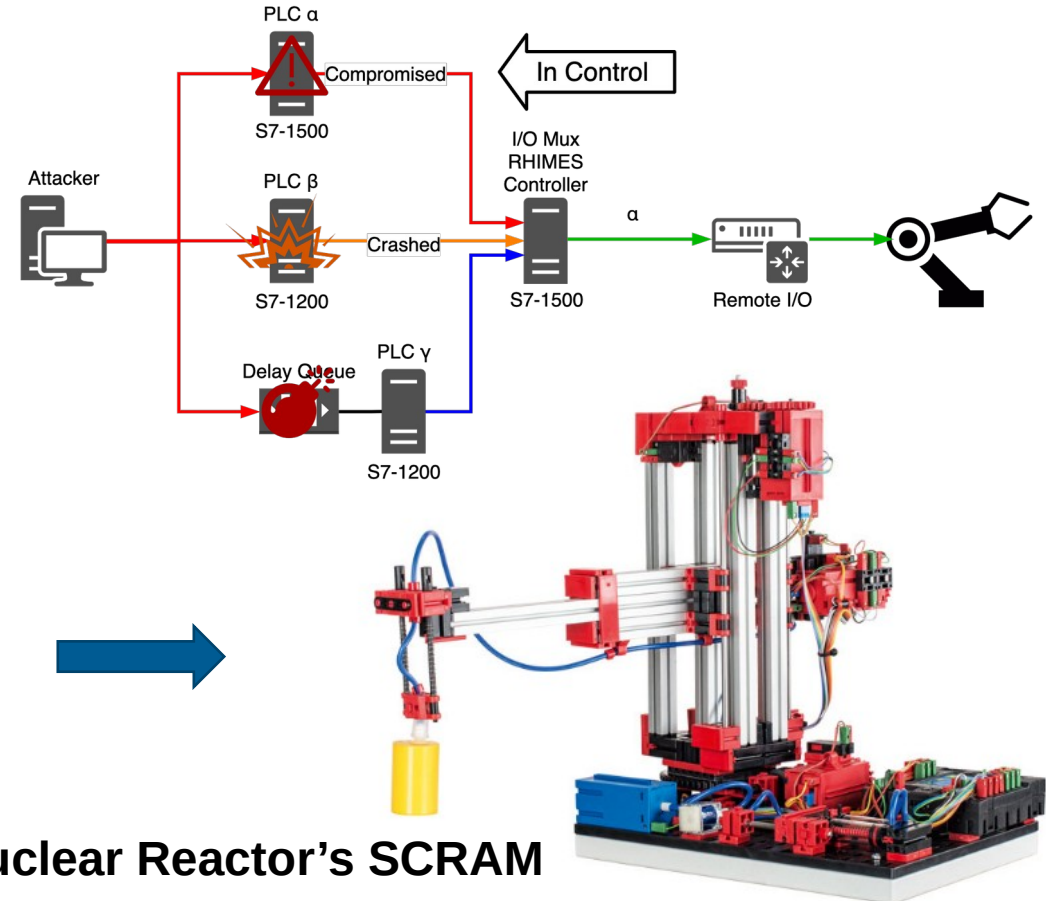 PLC α
Compromised
In Control
S7-1500
I/O Mux
RHIMES
Controller
Attacker
PLC β
Crashed
α
S7-1200
S7-1500
Remote I/O
Delay Queue
PLC γ
S7-1200
uclear Reactor’s SCRAM